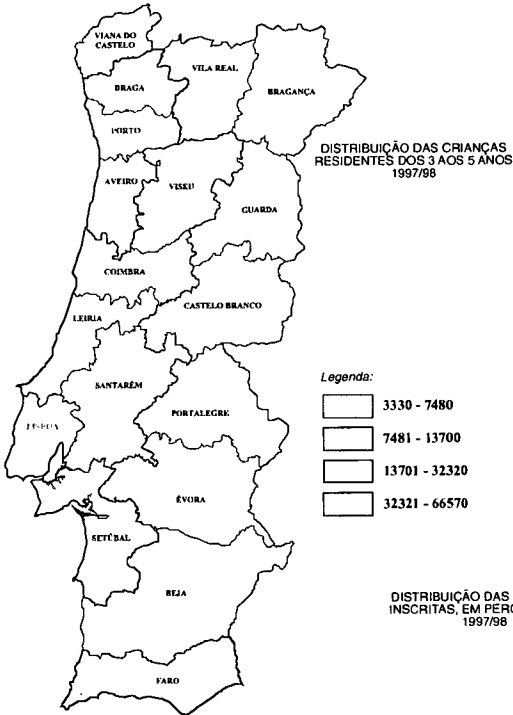 VIANA DO
CASTELO
BRAGA
VILA REAL
BRAGANÇA
PORTO
DISTRIBUIÇÃO DAS CRIANÇAS
RESIDENTES DOS 3 AOS 5 ANOS
1997/98
AVEIRO
VISEU
GUARDA
COIMBRA
LEIRIA
CASTELO BRANCO
SANTARÉM
Legenda:
3330 - 7480
PORTALEGRE
LISBOA
7481 - 13700
13701 - 32320
ÉVORA
32321 - 66570
SETÚBAL
BEJA
DISTRIBUIÇÃO DAS
INSCRITAS, EM PERC
1997/98
FARO